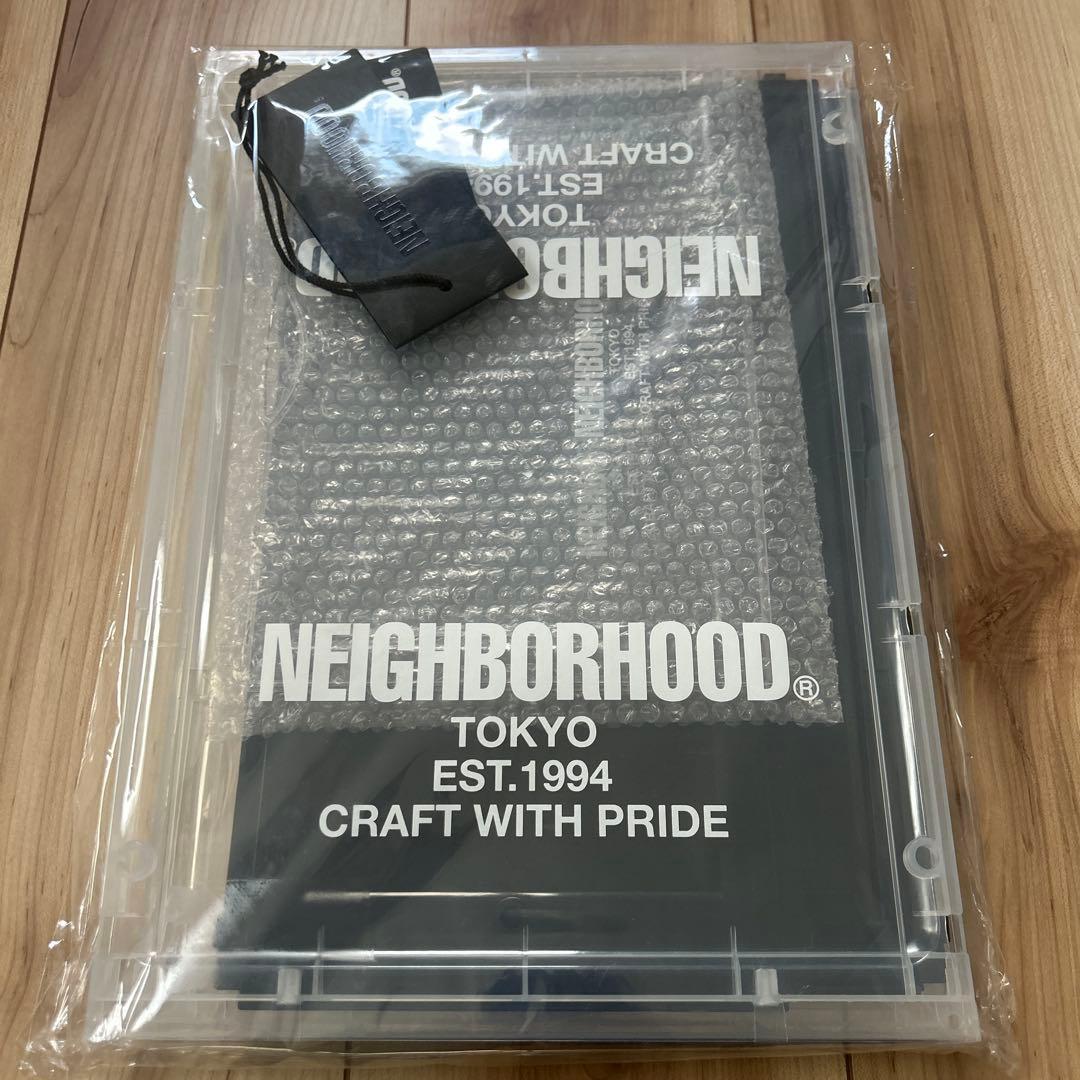 NEIGHBORHOOD®
CRAFT WITH
EST.199
TOKYO
NEIGHBORHOOD
NEIGHBORHOOD
TOKYO
EST.1994
CRAFT WITH PRIDE
NEIGHBORHOOD®
TOKYO
EST.1994
CRAFT WITH PRIDE